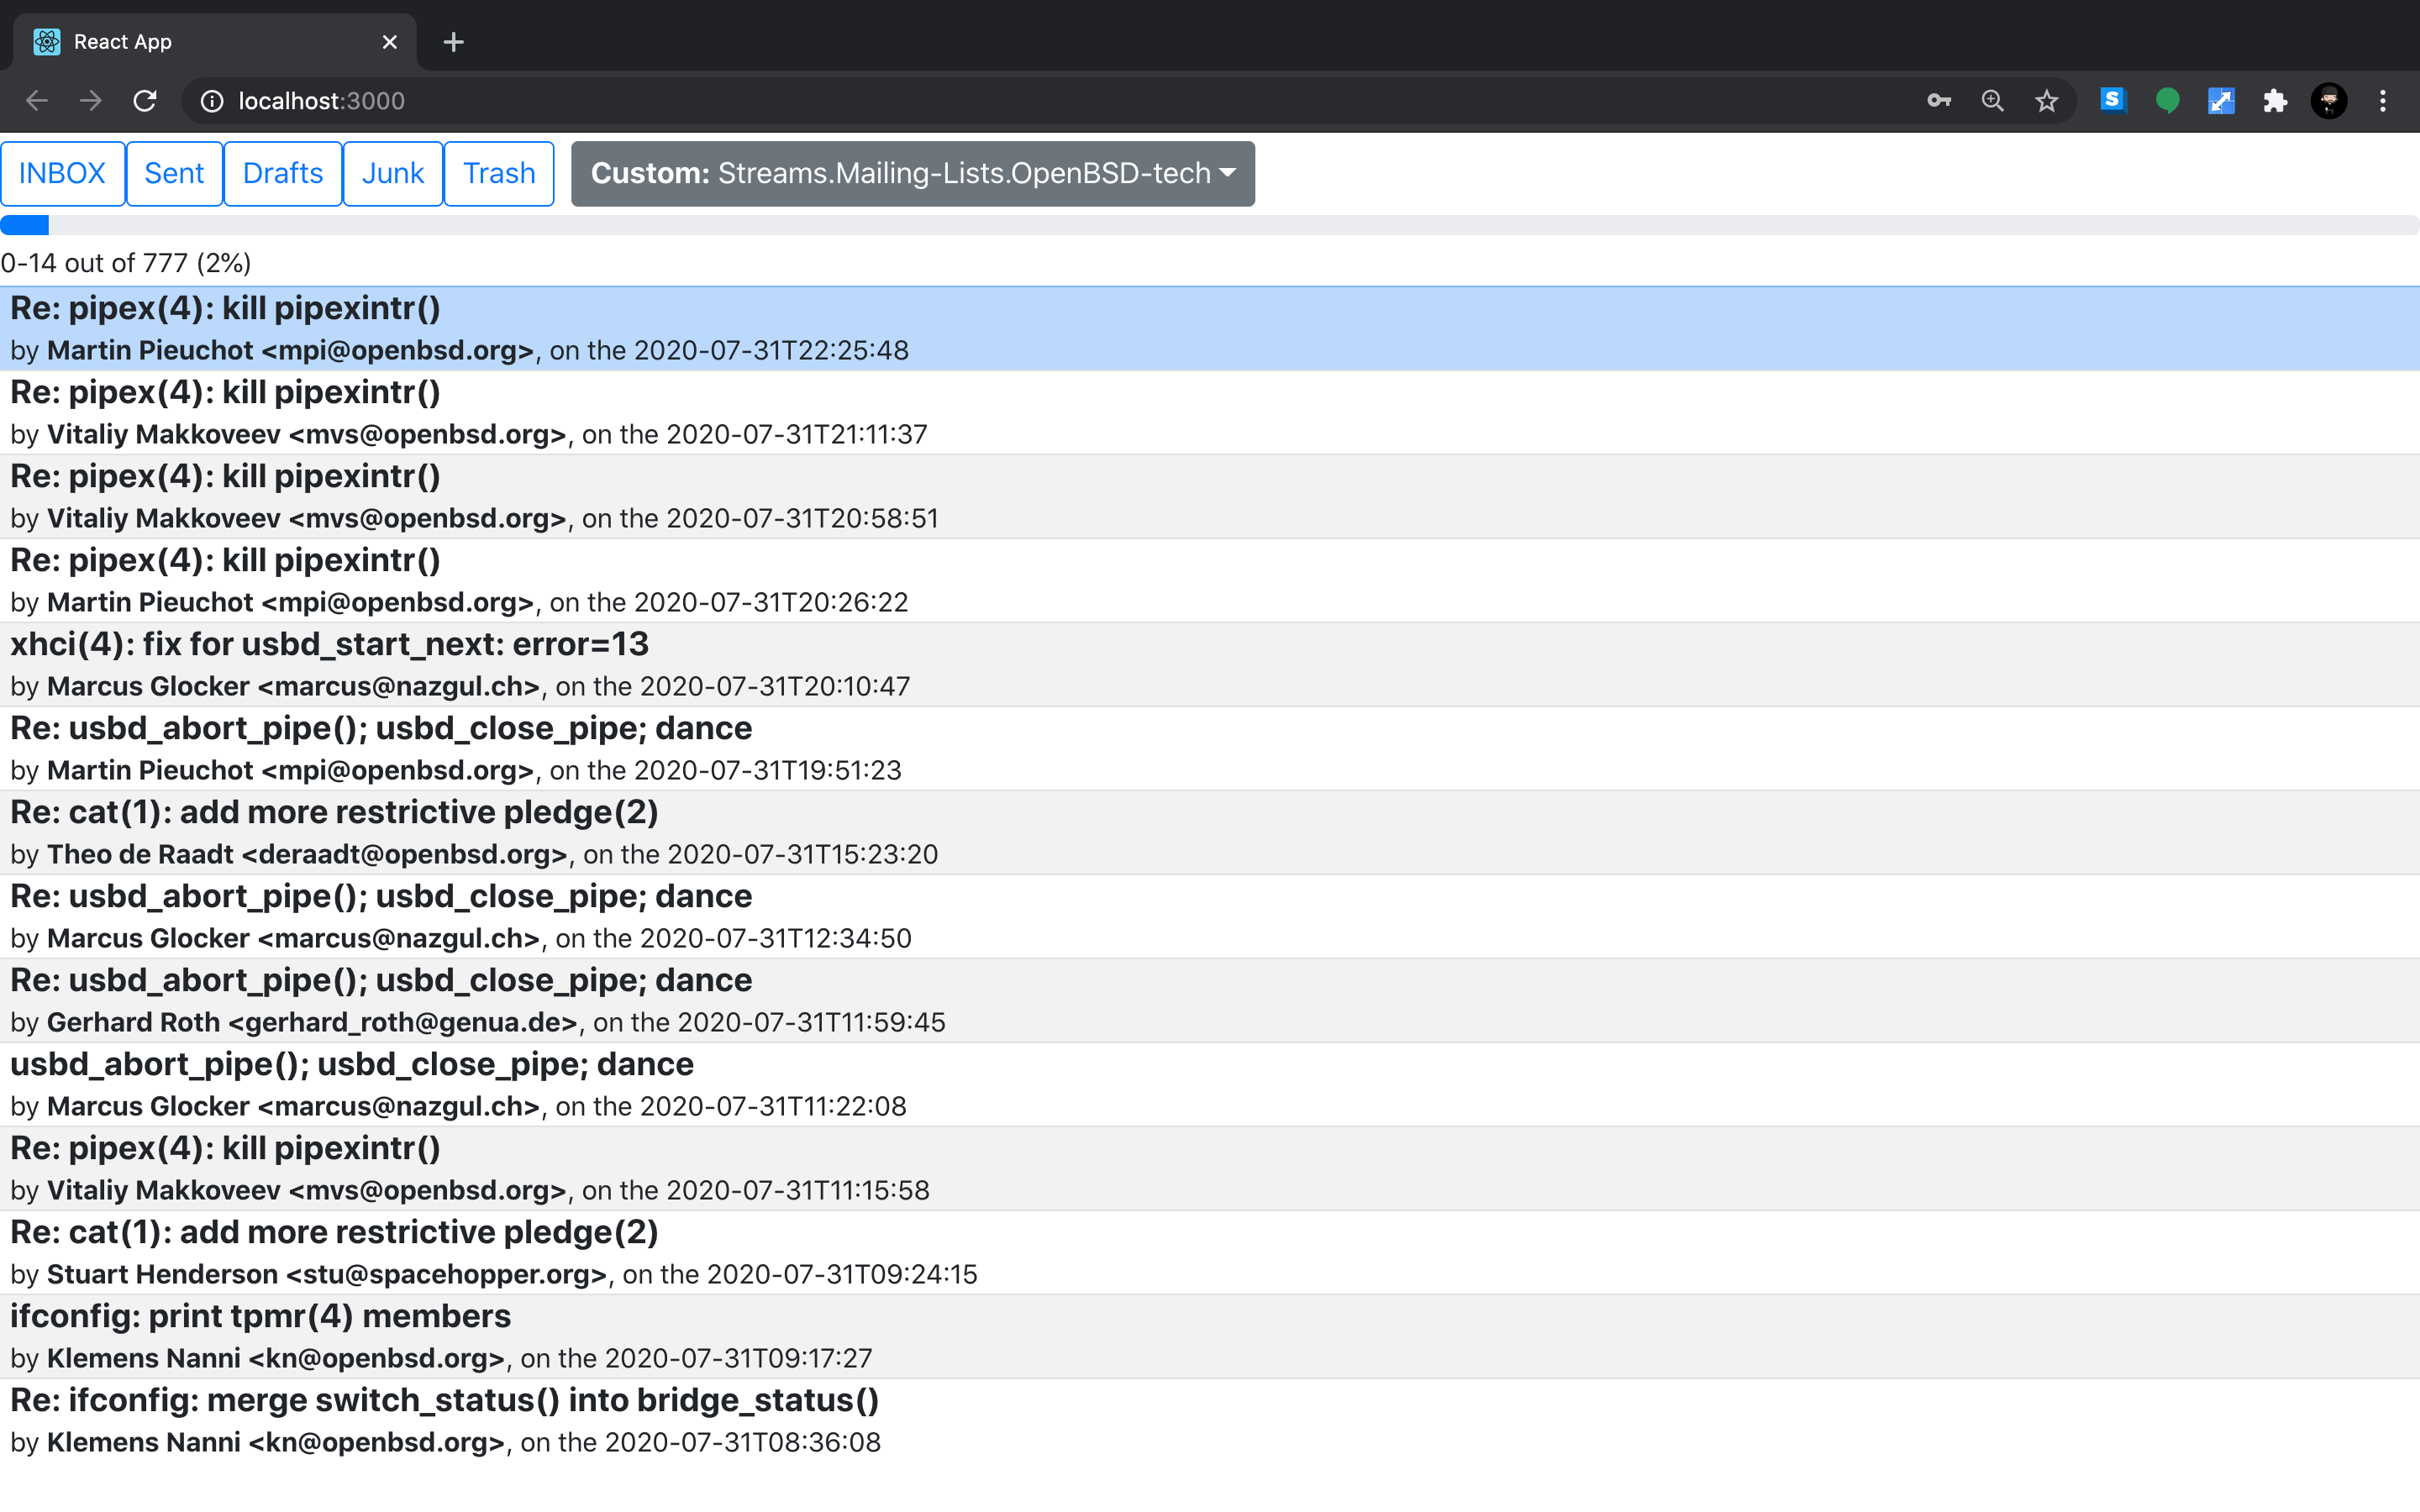 React App
localhost:3000
S
INBOX Sent Drafts Junk Trash Custom: Streams.Mailing-Lists.OpenBSD-tech
0-14 out of 777 (2%)
Re: pipex(4): kill pipexintr()
by Martin Pieuchot <mpi@openbsd.org>, on the 2020-07-31T22:25:48
Re: pipex(4): kill pipexintr()
by Vitaliy Makkoveev <mvs@openbsd.org>, on the 2020-07-31T21:11:37
Re: pipex(4): kill pipexintr()
by Vitaliy Makkoveev <mvs@openbsd.org>, on the 2020-07-31T20:58:51
Re: pipex(4): kill pipexintr()
by Martin Pieuchot <mpi@openbsd.org>, on the 2020-07-31T20:26:22
xhci(4): fix for usbd_start_next: error=13
by Marcus Glocker <marcus@nazgul.ch>, on the 2020-07-31T20:10:47
Re: usbd_abort_pipe(); usbd_close_pipe; dance
by Martin Pieuchot <mpi@openbsd.org>, on the 2020-07-31T19:51:23
Re: cat(1): add more restrictive pledge(2)
by Theo de Raadt <deraadt@openbsd.org>, on the 2020-07-31T15:23:20
Re: usbd_abort_pipe(); usbd_close_pipe; dance
by Marcus Glocker <marcus@nazgul.ch>, on the 2020-07-31T12:34:50
Re: usbd_abort_pipe(); usbd_close_pipe; dance
by Gerhard Roth <gerhard_roth@genua.de>, on the 2020-07-31T11:59:45
usbd_abort_pipe(); usbd_close_pipe; dance
by Marcus Glocker <marcus@nazgul.ch>, on the 2020-07-31T11:22:08
Re: pipex(4): kill pipexintr()
by Vitaliy Makkoveev <mvs@openbsd.org>, on the 2020-07-31T11:15:58
Re: cat(1): add more restrictive pledge(2)
by Stuart Henderson <stu@spacehopper.org>, on the 2020-07-31T09:24:15
ifconfig: print tpmr(4) members
by Klemens Nanni <kn@openbsd.org>, on the 2020-07-31T09:17:27
Re: ifconfig: merge switch_status() into bridge_status()
by Klemens Nanni <kn@openbsd.org>, on the 2020-07-31T08:36:08